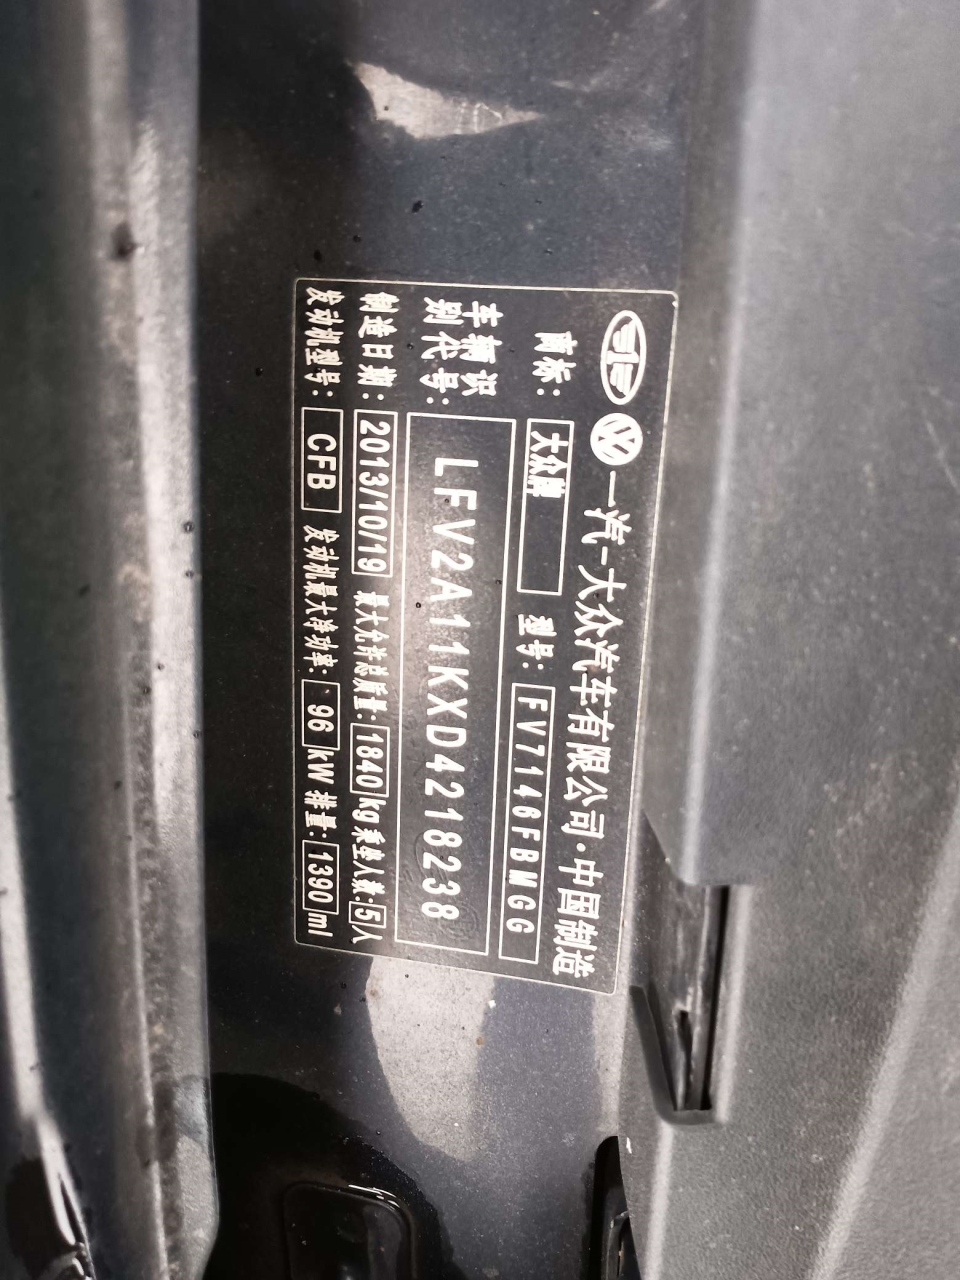 一汽-大众汽车有限公司·中国制造
商标: 大众牌 型号: FV7146FBMGG
车辆识别代号: LFV2A11KXD4218238
制造日期: 2013/10/19 最大允许总质量: 1840 kg 乘坐人数: 5 人
发动机型号: CFB 发动机最大净功率: 96 kW 排量: 1390 ml